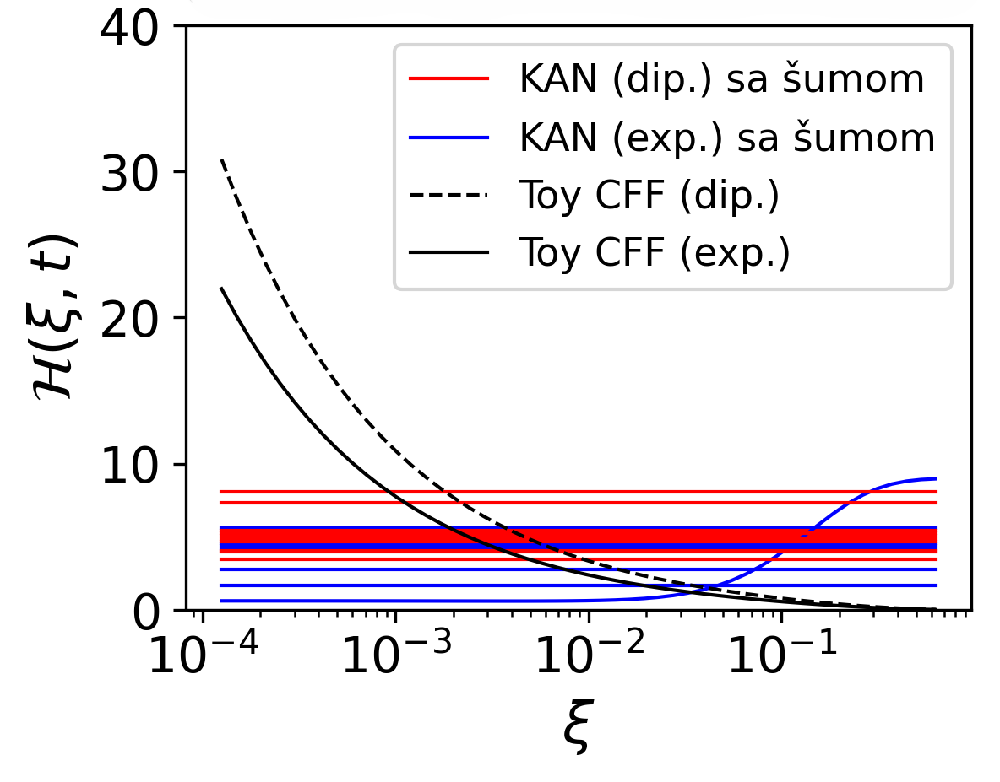 40
KAN (dip.) sa šumom
KAN (exp.) sa šumom
30
Toy CFF (dip.)
Toy CFF (exp.)
ℋ(ξ, t)
20
10
0
10⁻⁴ 10⁻³ 10⁻² 10⁻¹
ξ